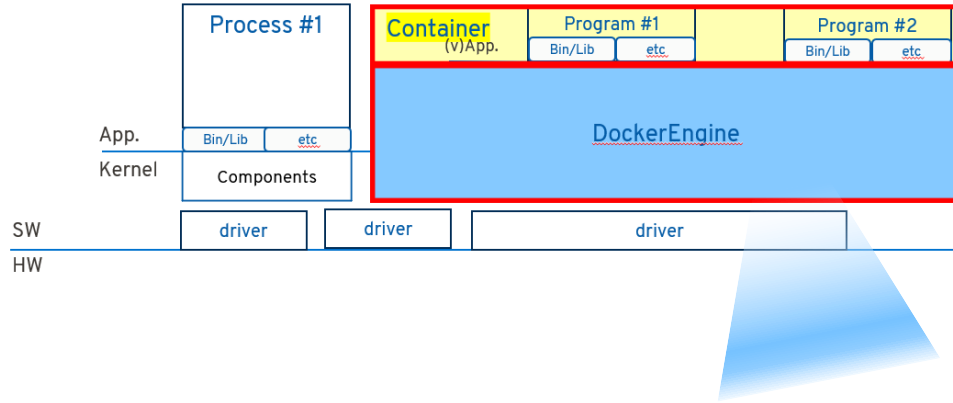 Process #1
Container
Program #1
Program #2
(v)App.
Bin/Lib
etc
Bin/Lib
etc
App.
Bin/Lib
etc
DockerEngine
Kernel
Components
SW
driver
driver
driver
HW